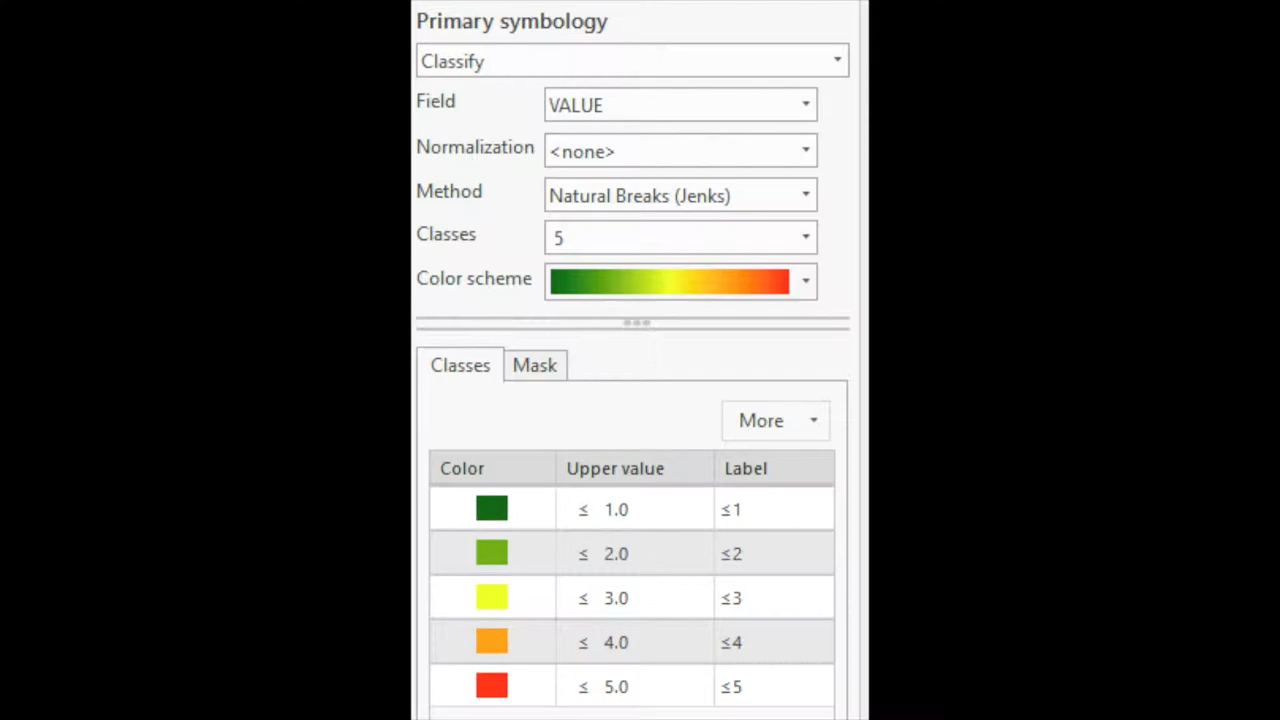 Primary symbology
Classify
Field VALUE
Normalization <none>
Method Natural Breaks (Jenks)
Classes 5
Color scheme
Classes Mask
More
Color Upper value Label
≤ 1.0 ≤1
≤ 2.0 ≤2
≤ 3.0 ≤3
≤ 4.0 ≤4
≤ 5.0 ≤5